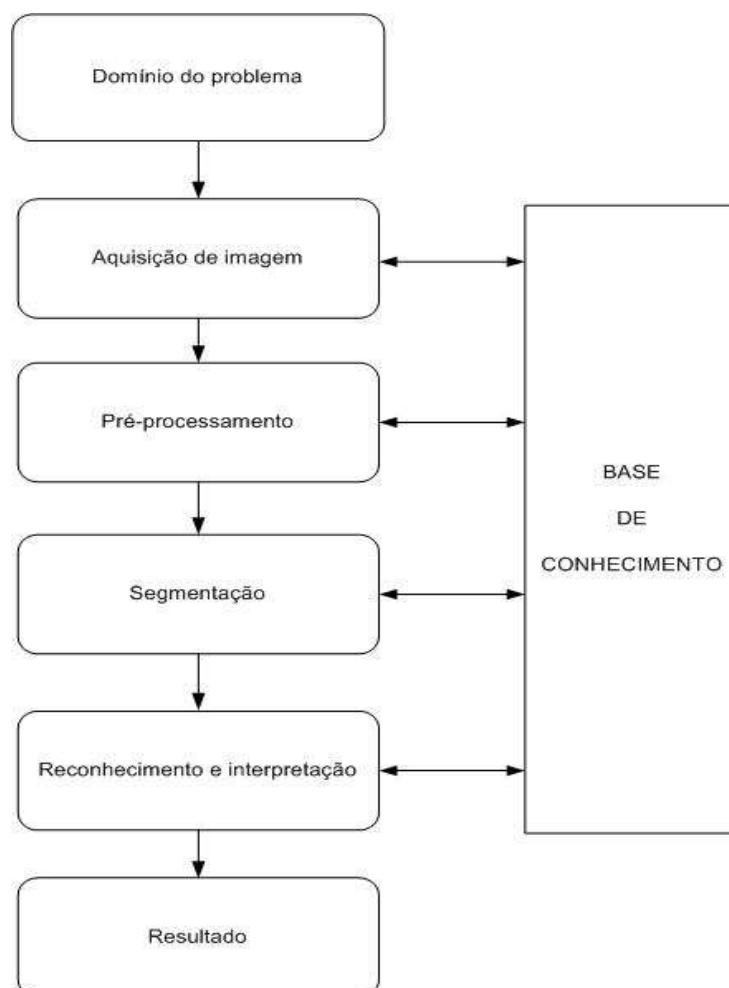 Domínio do problema
Aquisição de imagem
Pré-processamento
Segmentação
Reconhecimento e interpretação
Resultado
BASE
DE
CONHECIMENTO